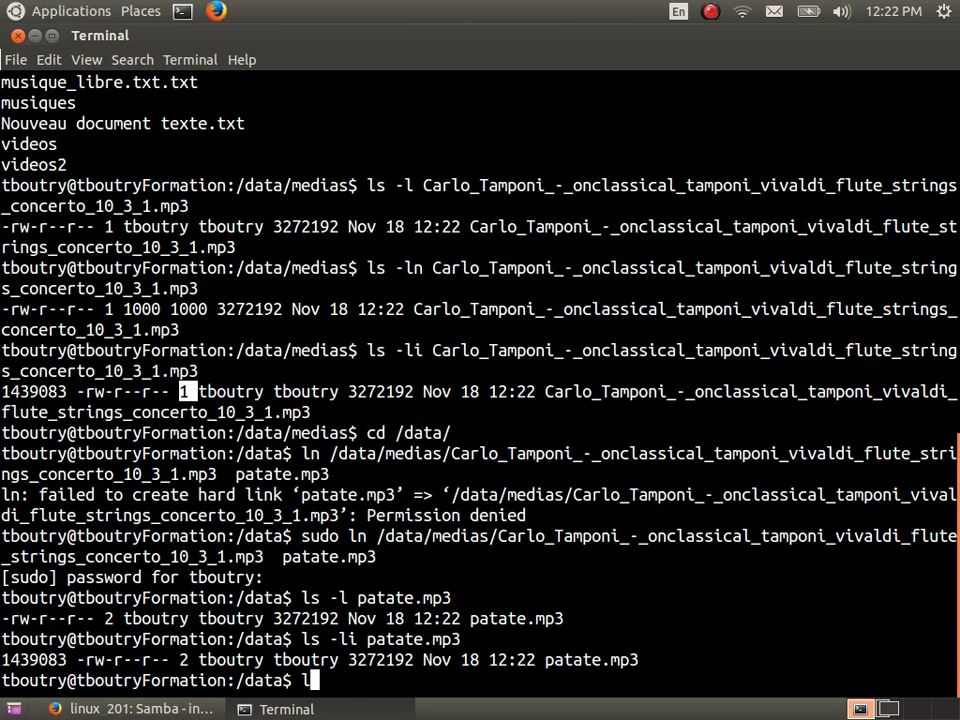 Applications Places En 12:22 PM
Terminal
File Edit View Search Terminal Help
musique_libre.txt.txt
musiques
Nouveau document texte.txt
videos
videos2
tboutry@tboutryFormation:/data/medias$ ls -l Carlo_Tamponi_-_onclassical_tamponi_vivaldi_flute_strings
_concerto_10_3_1.mp3
-rw-r--r-- 1 tboutry tboutry 3272192 Nov 18 12:22 Carlo_Tamponi_-_onclassical_tamponi_vivaldi_flute_st
rings_concerto_10_3_1.mp3
tboutry@tboutryFormation:/data/medias$ ls -ln Carlo_Tamponi_-_onclassical_tamponi_vivaldi_flute_string
s_concerto_10_3_1.mp3
-rw-r--r-- 1 1000 1000 3272192 Nov 18 12:22 Carlo_Tamponi_-_onclassical_tamponi_vivaldi_flute_strings_
concerto_10_3_1.mp3
tboutry@tboutryFormation:/data/medias$ ls -li Carlo_Tamponi_-_onclassical_tamponi_vivaldi_flute_string
s_concerto_10_3_1.mp3
1439083 -rw-r--r-- 1 tboutry tboutry 3272192 Nov 18 12:22 Carlo_Tamponi_-_onclassical_tamponi_vivaldi_
flute_strings_concerto_10_3_1.mp3
tboutry@tboutryFormation:/data/medias$ cd /data/
tboutry@tboutryFormation:/data$ ln /data/medias/Carlo_Tamponi_-_onclassical_tamponi_vivaldi_flute_stri
ngs_concerto_10_3_1.mp3  patate.mp3
ln: failed to create hard link ‘patate.mp3’ => ‘/data/medias/Carlo_Tamponi_-_onclassical_tamponi_vival
di_flute_strings_concerto_10_3_1.mp3’: Permission denied
tboutry@tboutryFormation:/data$ sudo ln /data/medias/Carlo_Tamponi_-_onclassical_tamponi_vivaldi_flute
_strings_concerto_10_3_1.mp3  patate.mp3
[sudo] password for tboutry:
tboutry@tboutryFormation:/data$ ls -l patate.mp3
-rw-r--r-- 2 tboutry tboutry 3272192 Nov 18 12:22 patate.mp3
tboutry@tboutryFormation:/data$ ls -li patate.mp3
1439083 -rw-r--r-- 2 tboutry tboutry 3272192 Nov 18 12:22 patate.mp3
tboutry@tboutryFormation:/data$ l
linux_201: Samba - in... Terminal